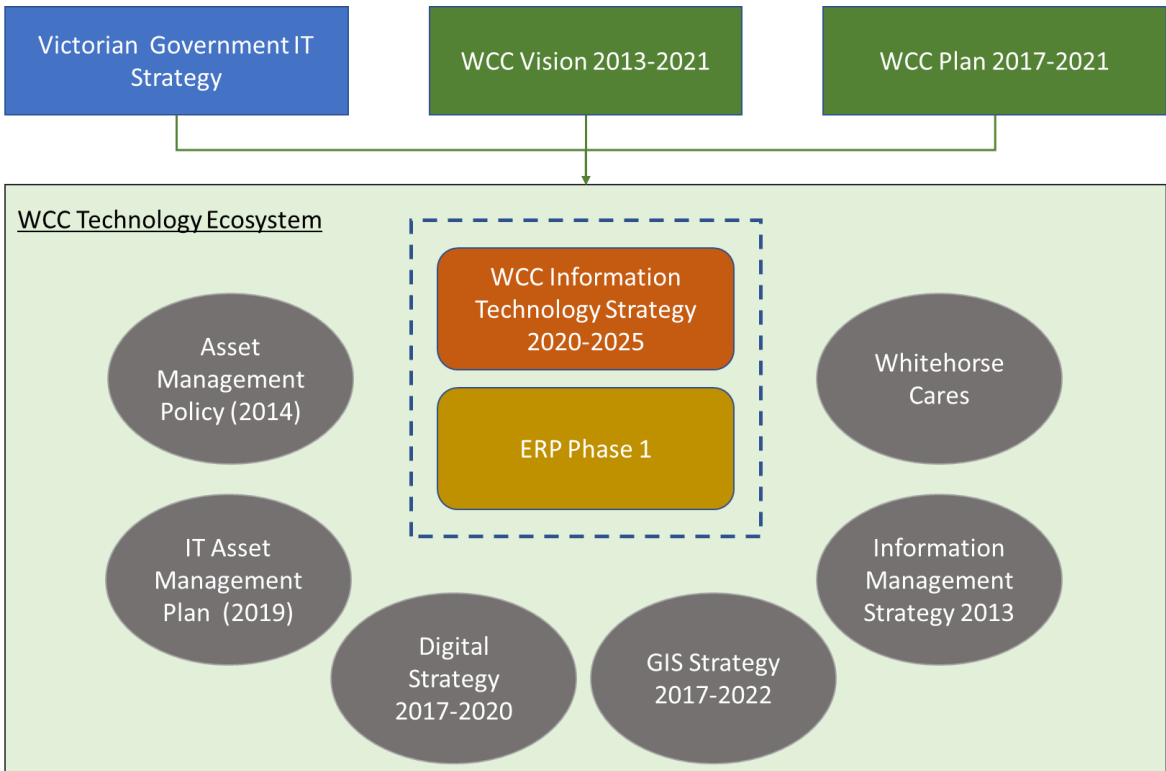 Victorian  Government IT
Strategy
WCC Vision 2013-2021
WCC Plan 2017-2021
WCC Technology Ecosystem
WCC Information
Technology Strategy
2020-2025
ERP Phase 1
Asset
Management
Policy (2014)
Whitehorse
Cares
IT Asset
Management
Plan  (2019)
Information
Management
Strategy 2013
Digital
Strategy
2017-2020
GIS Strategy
2017-2022